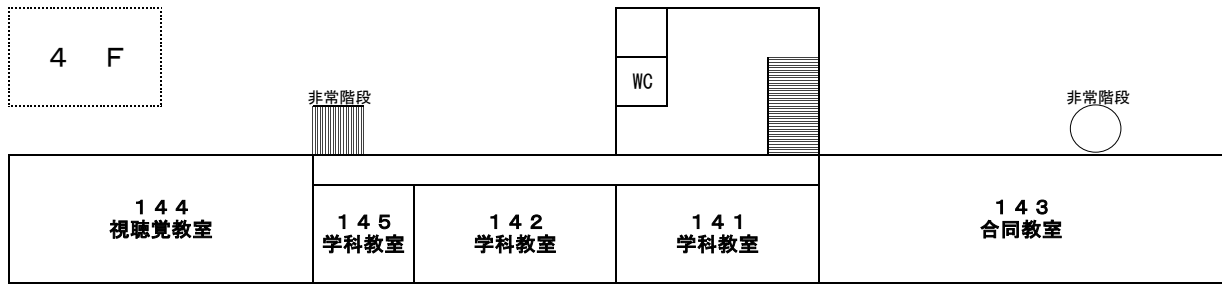 ４　Ｆ
WC
非常階段
非常階段
１４４
視聴覚教室
１４５
学科教室
１４２
学科教室
１４１
学科教室
１４３
合同教室